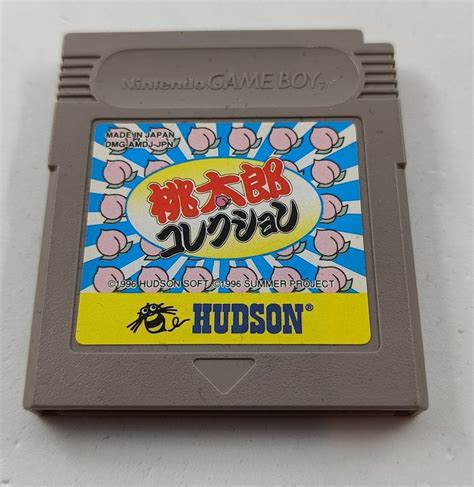 Nintendo GAME BOY™
MADE IN JAPAN
DMG-AMDJ-JPN
桃太郎
コレクション
©1996 HUDSON SOFT ©1996 SUMMER PROJECT
HUDSON®